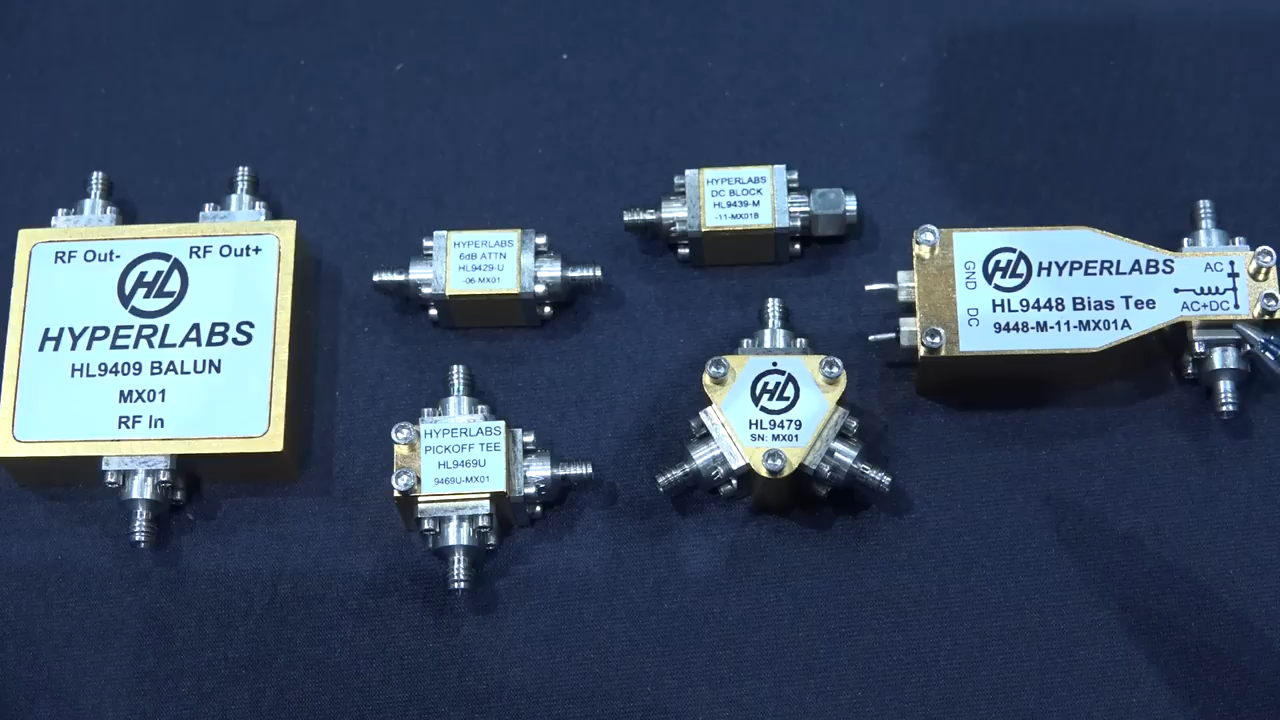 RF Out- RF Out+
HL
HYPERLABS
HL9409 BALUN
MX01
RF In
HYPERLABS
6dB ATTN
HL9429-U
-06-MX01
HYPERLABS
DC BLOCK
HL9439-M
-11-MX01B
HYPERLABS
PICKOFF TEE
HL9469U
9469U-MX01
HL
HL9479
SN: MX01
GND
DC
HL HYPERLABS
HL9448 Bias Tee
9448-M-11-MX01A
AC
AC+DC